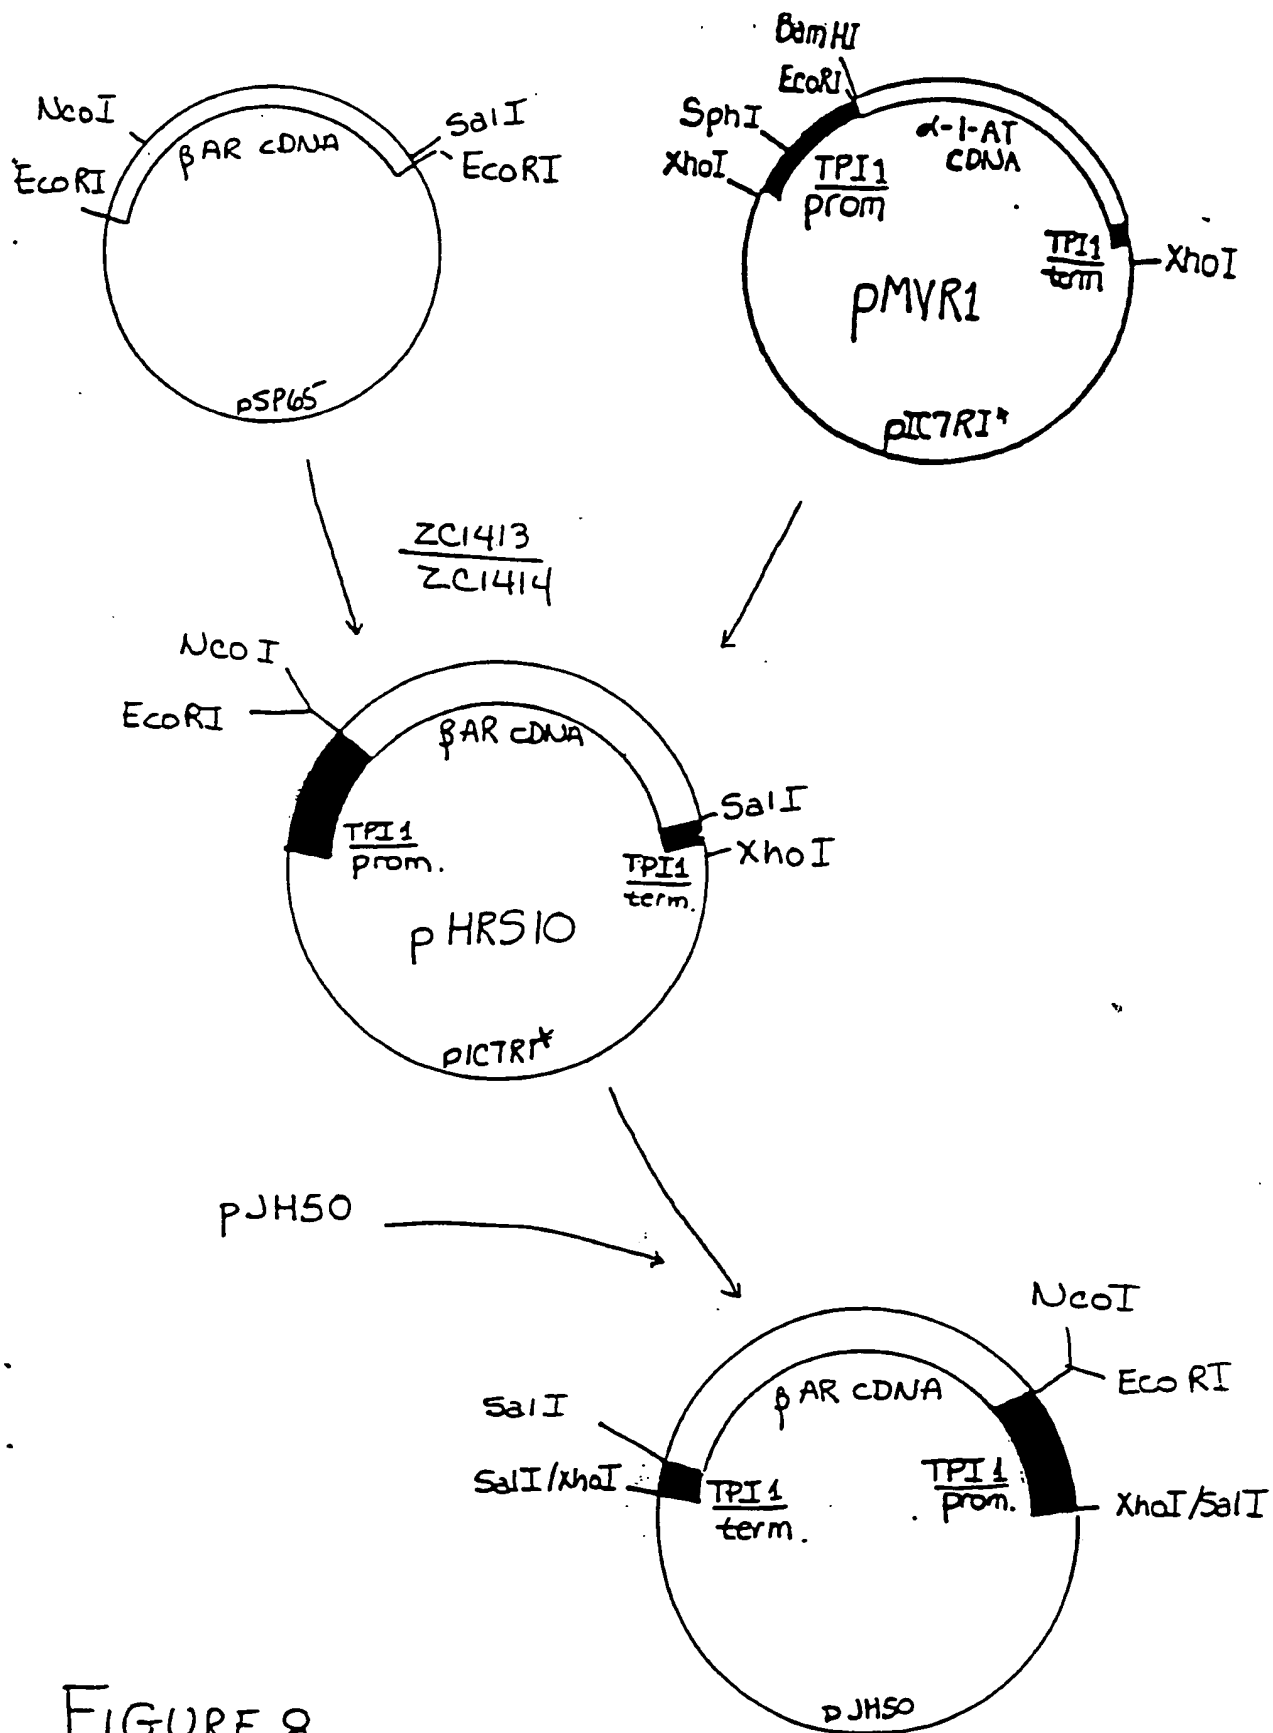 NcoI
EcoRI
βAR cDNA
SalI
EcoRI
pSP65
BamHI
EcoRI
SphI
XhoI
TPI1
prom
α-1-AT
CDNA
TPI1
term
XhoI
pMVR1
pIC7RI*
ZC1413
ZC1414
NcoI
EcoRI
βAR cDNA
SalI
XhoI
TPI1
prom.
TPI1
term.
pHRS10
pIC7RI*
pJH50
NcoI
EcoRI
βAR cDNA
SalI
SalI/XhoI
TPI1
term.
TPI1
prom.
XhoI/SalI
pJH50
FIGURE 8